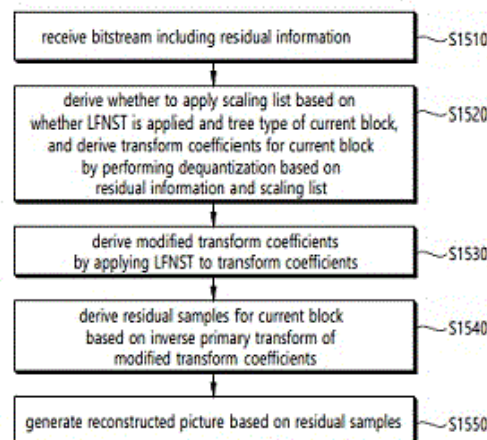 receive bitstream including residual information
S1510
derive whether to apply scaling list based on
whether LFNST is applied and tree type of current block,
and derive transform coefficients for current block
by performing dequantization based on
residual information and scaling list
S1520
derive modified transform coefficients
by applying LFNST to transform coefficients
S1530
derive residual samples for current block
based on inverse primary transform of
modified transform coefficients
S1540
generate reconstructed picture based on residual samples
S1550